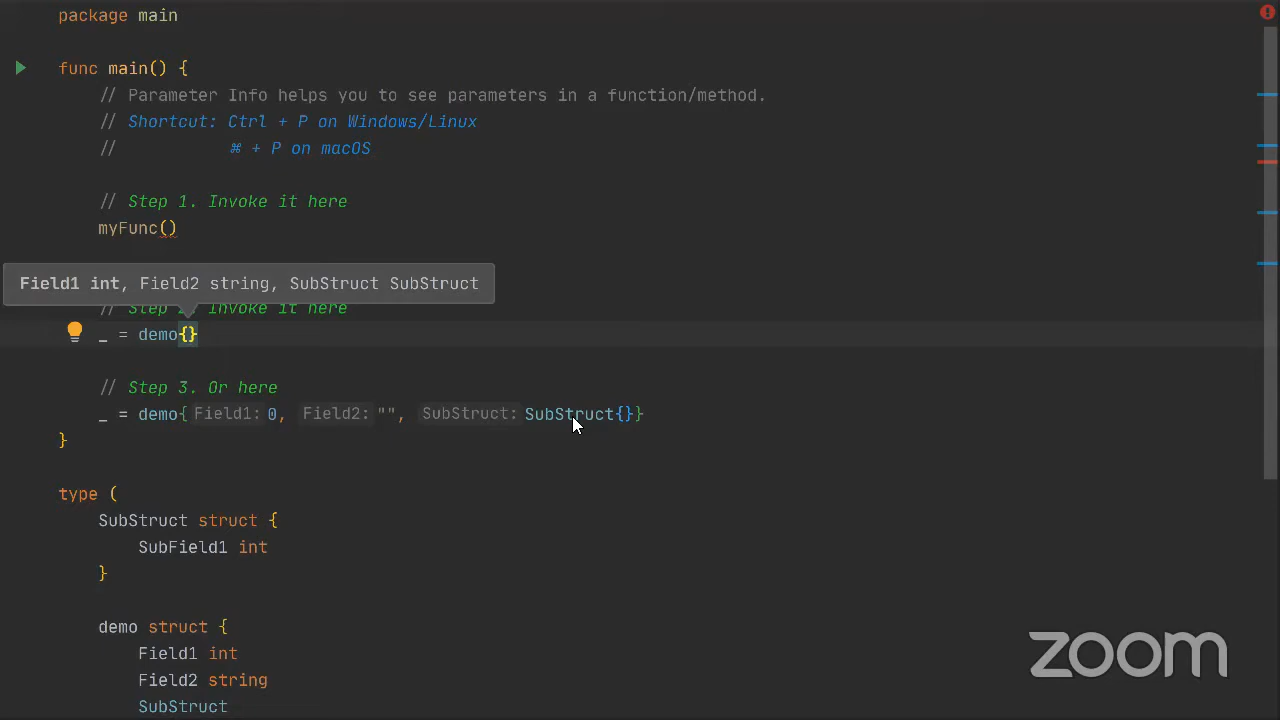 package main
func main() {
// Parameter Info helps you to see parameters in a function/method.
// Shortcut: Ctrl + P on Windows/Linux
// ⌘ + P on macOS
// Step 1. Invoke it here
myFunc()
Field1 int, Field2 string, SubStruct SubStruct
// Step 2. Invoke it here
_ = demo{}
// Step 3. Or here
_ = demo{ Field1: 0, Field2: "", SubStruct: SubStruct{}}
}
type (
SubStruct struct {
SubField1 int
}
demo struct {
Field1 int
Field2 string
SubStruct
zoom